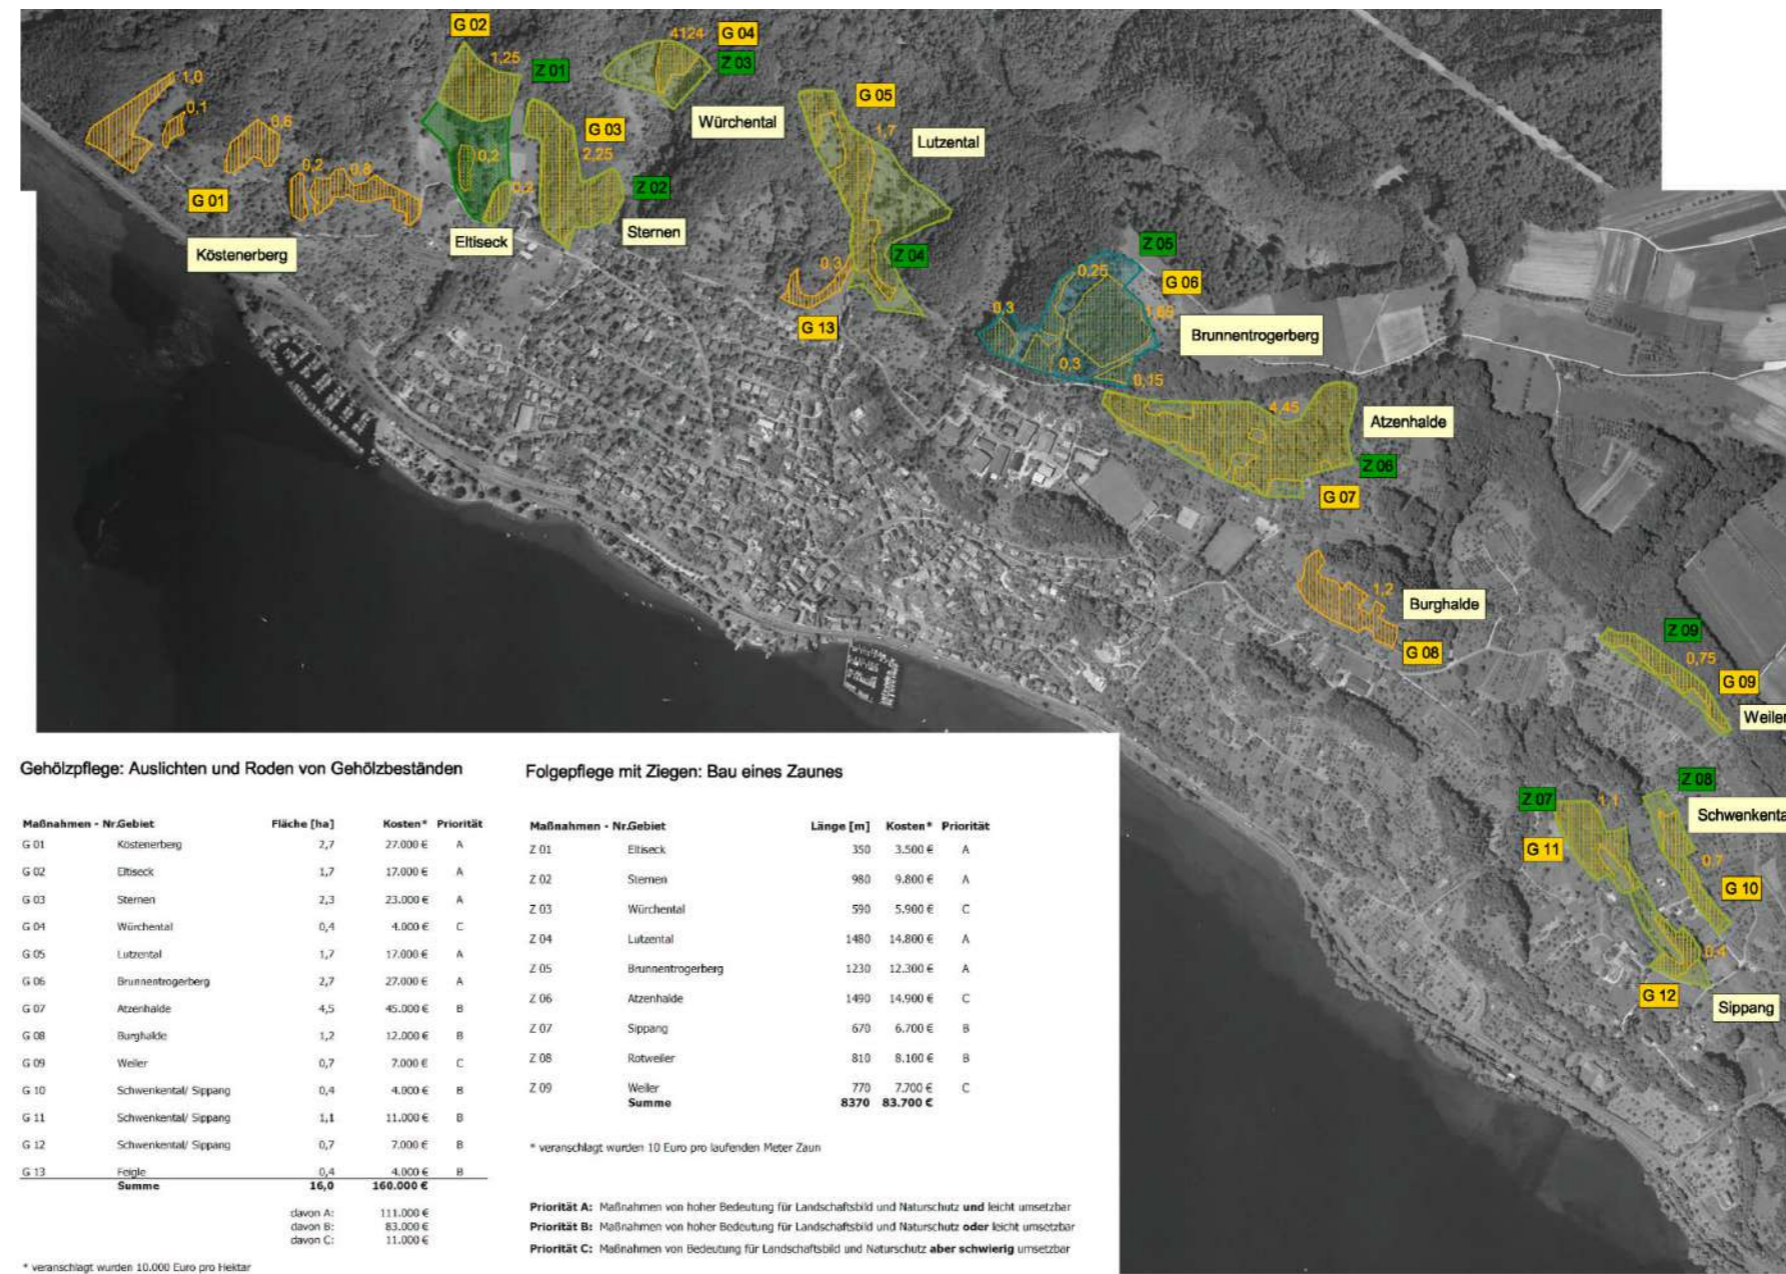 G 02
1,25
Z 01
4124
G 04
Z 03
1,0
0,1
0,6
0,2
0,8
G 01
Köstenerberg
0,2
0,2
Eltiseck
G 03
2,25
Z 02
Sternen
Würchental
G 05
1,7
Lutzental
Z 04
0,3
G 13
Z 05
0,25
G 06
0,3
Brunnentrogerberg
0,3
0,15
4,45
Atzenhalde
Z 06
G 07
1,2
Burghalde
G 08
Z 09
0,75
G 09
Weiler
Z 08
Z 07
1,1
Schwenkenta
G 11
0,7
G 10
0,4
G 12
Sippang
Gehölzpflege: Auslichten und Roden von Gehölzbeständen
Maßnahmen - Nr.Gebiet Fläche [ha] Kosten* Priorität
G 01 Köstenerberg 2,7 27.000 € A
G 02 Eltiseck 1,7 17.000 € A
G 03 Sternen 2,3 23.000 € A
G 04 Würchental 0,4 4.000 € C
G 05 Lutzental 1,7 17.000 € A
G 06 Brunnentrogerberg 2,7 27.000 € A
G 07 Atzenhalde 4,5 45.000 € B
G 08 Burghalde 1,2 12.000 € B
G 09 Weiler 0,7 7.000 € C
G 10 Schwenkental/ Sippang 0,4 4.000 € B
G 11 Schwenkental/ Sippang 1,1 11.000 € B
G 12 Schwenkental/ Sippang 0,7 7.000 € B
G 13 Feigle 0,4 4.000 € B
Summe 16,0 160.000 €
davon A: 111.000 €
davon B: 83.000 €
davon C: 11.000 €
* veranschlagt wurden 10.000 Euro pro Hektar
Folgepflege mit Ziegen: Bau eines Zaunes
Maßnahmen - Nr.Gebiet Länge [m] Kosten* Priorität
Z 01 Eltiseck 350 3.500 € A
Z 02 Sternen 980 9.800 € A
Z 03 Würchental 590 5.900 € C
Z 04 Lutzental 1480 14.800 € A
Z 05 Brunnentrogerberg 1230 12.300 € A
Z 06 Atzenhalde 1490 14.900 € C
Z 07 Sippang 670 6.700 € B
Z 08 Rotweiler 810 8.100 € B
Z 09 Weiler 770 7.700 € C
Summe 8370 83.700 €
* veranschlagt wurden 10 Euro pro laufenden Meter Zaun
Priorität A: Maßnahmen von hoher Bedeutung für Landschaftsbild und Naturschutz und leicht umsetzbar
Priorität B: Maßnahmen von hoher Bedeutung für Landschaftsbild und Naturschutz oder leicht umsetzbar
Priorität C: Maßnahmen von Bedeutung für Landschaftsbild und Naturschutz aber schwierig umsetzbar